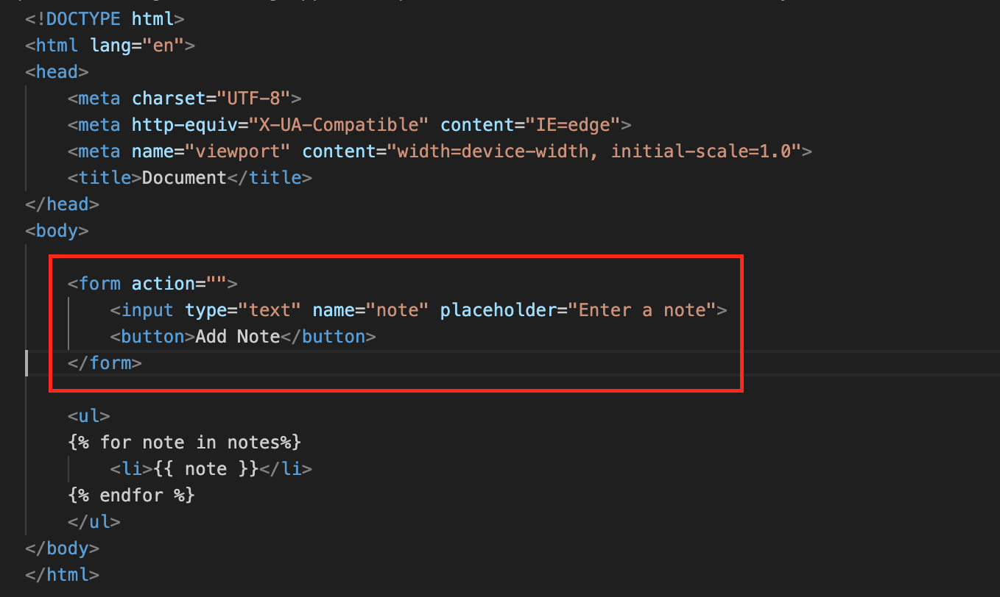 <!DOCTYPE html>
<html lang="en">
<head>
    <meta charset="UTF-8">
    <meta http-equiv="X-UA-Compatible" content="IE=edge">
    <meta name="viewport" content="width=device-width, initial-scale=1.0">
    <title>Document</title>
</head>
<body>
    <form action="">
        <input type="text" name="note" placeholder="Enter a note">
        <button>Add Note</button>
    </form>
    <ul>
    {% for note in notes%}
        <li>{{ note }}</li>
    {% endfor %}
    </ul>
</body>
</html>